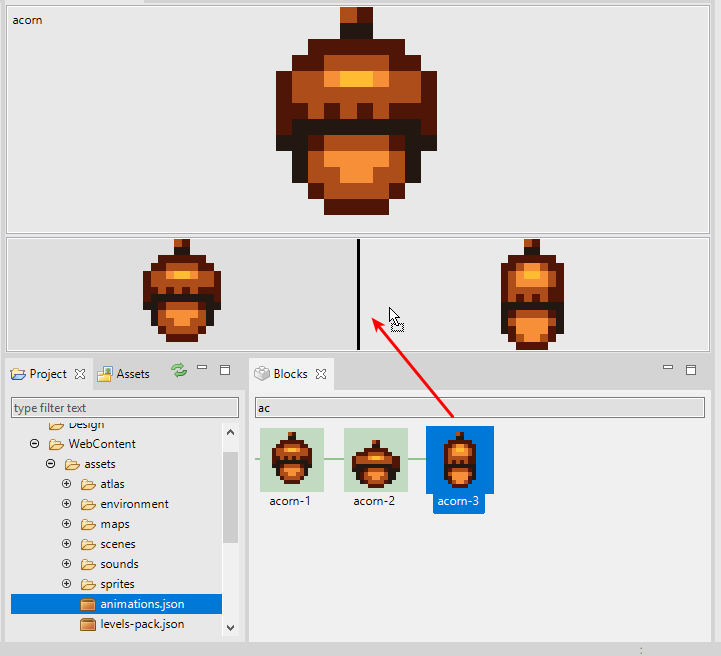 acorn
Project
Assets
Blocks
type filter text
ac
Design
WebContent
assets
atlas
environment
maps
scenes
sounds
sprites
animations.json
levels-pack.json
acorn-1
acorn-2
acorn-3